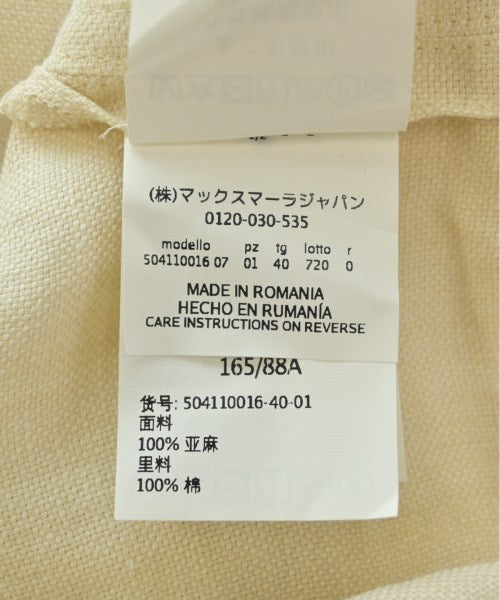 (株)マックスマーラジャパン
0120-030-535
modello pz tg lotto r
504110016 07 01 40 720 0
MADE IN ROMANIA
HECHO EN RUMANÍA
CARE INSTRUCTIONS ON REVERSE
165/88A
货号: 504110016-40-01
面料
100% 亚麻
里料
100% 棉